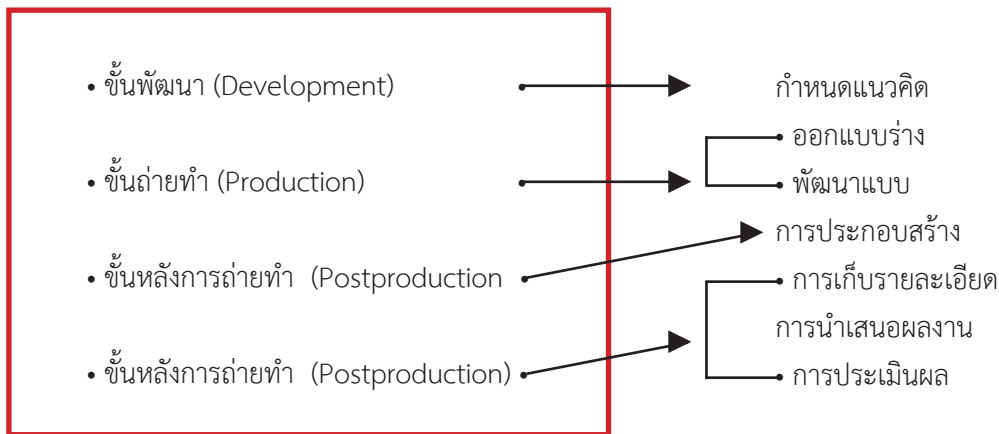 • ขั้นพัฒนา (Development)
กำหนดแนวคิด
ออกแบบร่าง
• ขั้นถ่ายทำ (Production)
พัฒนาแบบ
การประกอบสร้าง
• ขั้นหลังการถ่ายทำ (Postproduction
การเก็บรายละเอียด
การนำเสนอผลงาน
• ขั้นหลังการถ่ายทำ (Postproduction)
การประเมินผล